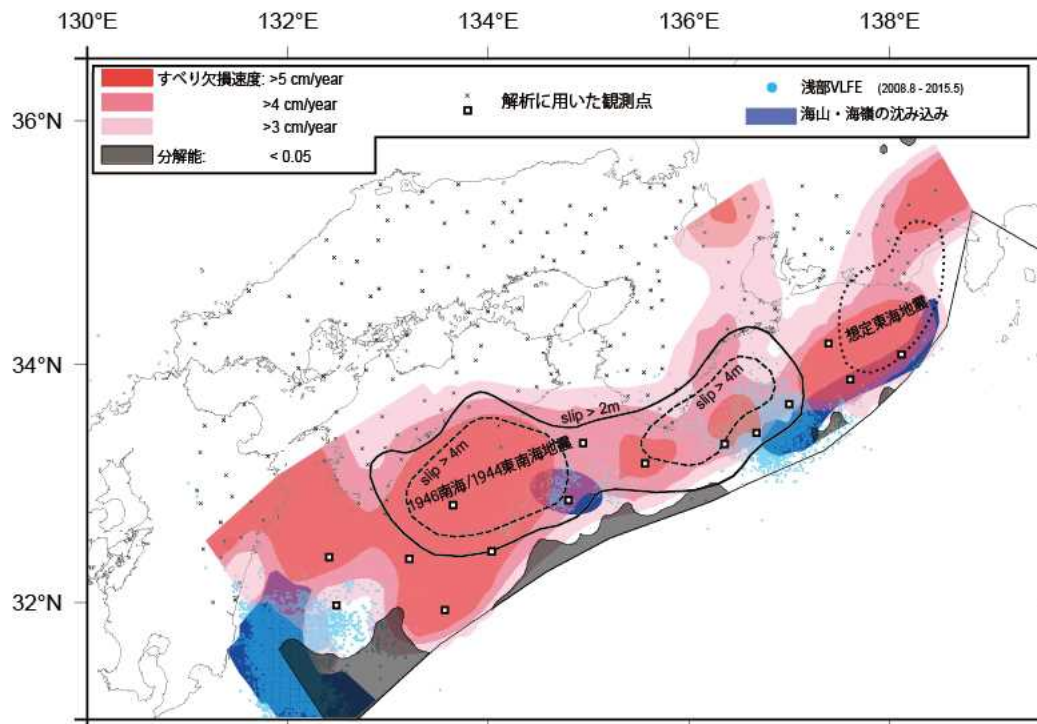 130°E 132°E 134°E 136°E 138°E
すべり欠損速度: >5 cm/year
>4 cm/year
>3 cm/year
分解能: < 0.05
解析に用いた観測点
浅部VLFE (2008.8 - 2015.5)
海山・海嶺の沈み込み
36°N
34°N
32°N
想定東海地震
slip > 4m
slip > 2m
slip > 4m
1946南海/1944東南海地震